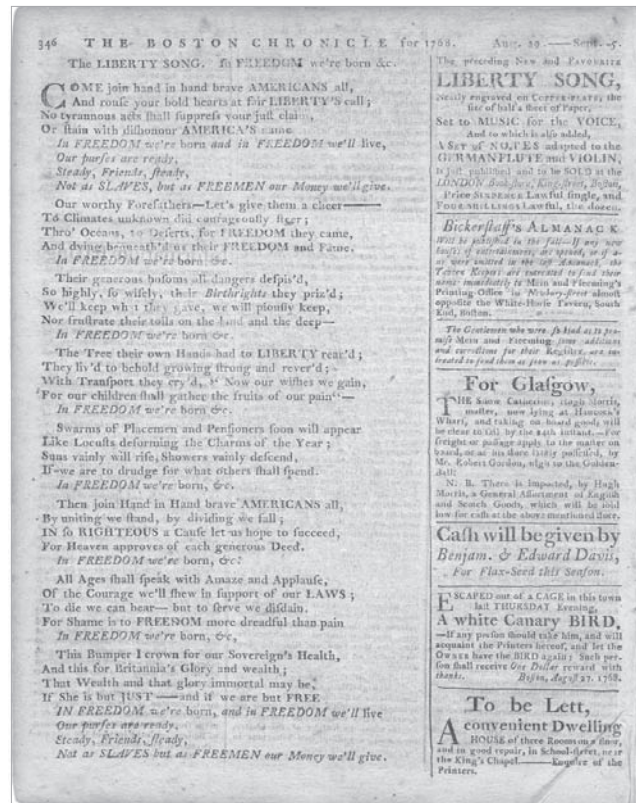 346 THE BOSTON CHRONICLE for 1768. Aug. 29 —— Sept. 5.
The LIBERTY SONG. In FREEDOM we're born &c.
COME join hand in hand brave AMERICANS all,
And rouse your bold hearts at fair LIBERTY's call;
No tyrannous acts shall suppress your just claim
Or stain with dishonour AMERICA'S name
In FREEDOM we're born and in FREEDOM we'll live,
Our purses are ready,
Steady, Friends, steady,
Not as SLAVES, but as FREEMEN our Money we'll give.
Our worthy Forefathers—Let's give them a cheer——
To Climates unknown did courageously steer;
Thro' Oceans, to Deserts, for FREEDOM they came,
And dying bequeath'd us their FREEDOM and Fame.
In FREEDOM we're born &c.
Their generous bosoms all dangers despis'd,
So highly, so wisely, their Birthrights they priz'd;
We'll keep what they gave, we will piously keep,
Nor frustrate their toils on the land and the deep—
In FREEDOM we're born &c.
The Tree their own Hands had to LIBERTY rear'd;
They liv'd to behold growing strong and rever'd;
With Transport they cry'd, " Now our wishes we gain,
For our children shall gather the fruits of our pain"—
In FREEDOM we're born &c.
Swarms of Placemen and Pensioners soon will appear
Like Locusts deforming the Charms of the Year;
Suns vainly will rise, Showers vainly descend,
If we are to drudge for what others shall spend.
In FREEDOM we're born, &c.
Then join Hand in Hand brave AMERICANS all,
By uniting we stand, by dividing we fall;
IN so RIGHTEOUS a Cause let us hope to succeed,
For Heaven approves of each generous Deed.
In FREEDOM we're born, &c.
All Ages shall speak with Amaze and Applause,
Of the Courage we'll shew in support of our LAWS;
To die we can bear— but to serve we disdain.
For Shame is to FREEDOM more dreadful than pain
In FREEDOM we're born, &c,
This Bumper I crown for our Sovereign's Health,
And this for Britannia's Glory and wealth;
That Wealth and that glory immortal may be,
If She is but JUST——and if we are but FREE
IN FREEDOM we're born, and in FREEDOM we'll live
Our purses are ready,
Steady, Friends, steady,
Not as SLAVES but as FREEMEN our Money we'll give.
The preceding New and FAVOURITE
LIBERTY SONG,
Neatly engraved on COPPER-PLATE, the
size of half a sheet of Paper,
Set to MUSIC for the VOICE,
And to which is also added,
A SET of NOTES adapted to the
GERMAN FLUTE and VIOLIN,
Is just published and to be SOLD at the
LONDON Book-store, King-street, Boston,
Price SIXPENCE Lawful single, and
FOUR SHILLINGS Lawful, the dozen.
Bickerstaff's ALMANACK
Will be published in the fall—If any new
houses of entertainment, are opened, or if any
were omitted in the last Almanack, the
Tavern Keepers are entreated to send their
names immediately to Mein and Fleeming's
Printing Office in Newbury-street almost
opposite the White-Horse Tavern, South
End, Boston.
The Gentlemen who were so kind as to promise
Mein and Fleeming some additions
and corrections for their Register, are entreated
to send them as soon as possible.
For Glasgow,
THE Snow Catherine, Hugh Morris,
master, now lying at HANCOCK's
Wharf, and taking on board goods, will
be clear to sail by the 24th instant.—For
freight or passage apply to the master on
board, or at his store lately possessed, by
Mr. Robert Gordon, nigh to the Golden-
Ball:
N. B. There is imported, by Hugh
Morris, a General Assortment of English
and Scotch Goods, which will be sold
low for cash at the above mentioned store.
Cash will be given by
Benjam. & Edward Davis,
For Flax-Seed this Season.
ESCAPED out of a CAGE in this town
last THURSDAY Evening,
A white Canary BIRD,
—If any person should take him, and will
acquaint the Printers hereof, and let the
OWNER have the BIRD again; Such person
shall receive One Dollar reward with
thanks. Boston, August 27. 1768.
To be Lett,
A convenient Dwelling
HOUSE of three Rooms on a floor,
and in good repair, in School-street, near
the King's Chapel.——Enquire of the
Printers.